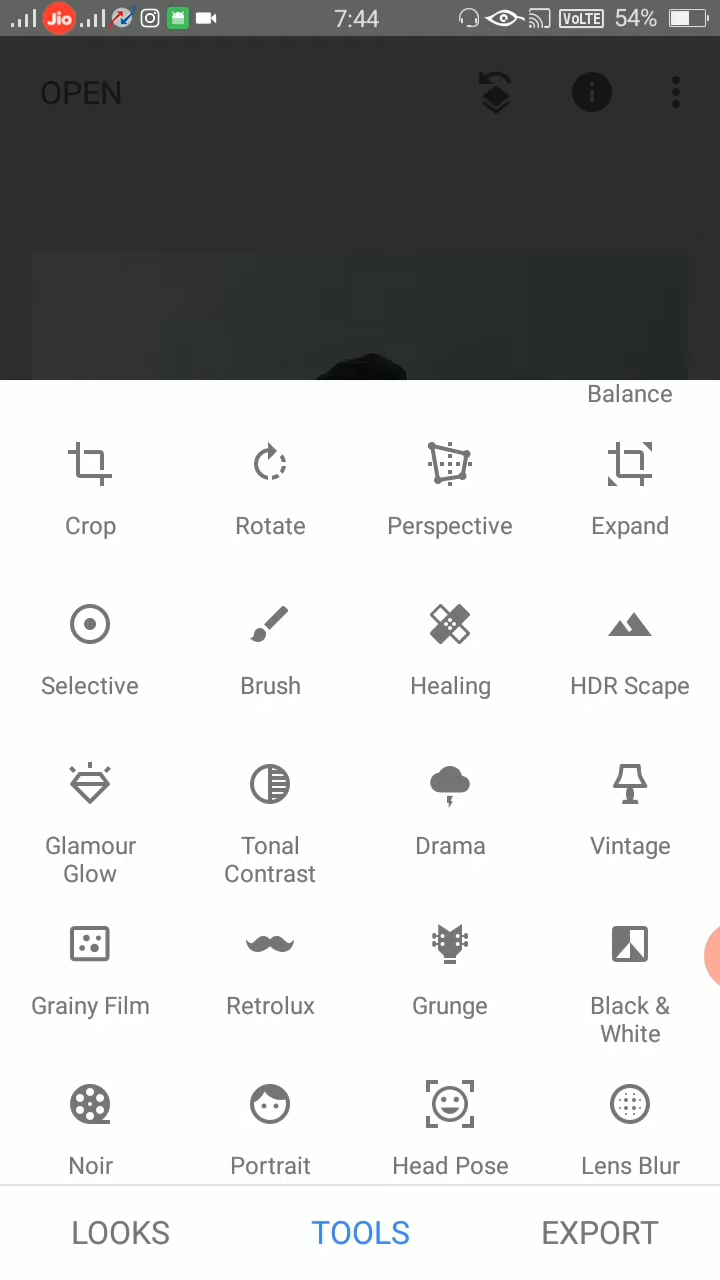 Jio 7:44 VoLTE 54%
OPEN
Balance
Crop Rotate Perspective Expand
Selective Brush Healing HDR Scape
Glamour Glow Tonal Contrast Drama Vintage
Grainy Film Retrolux Grunge Black & White
Noir Portrait Head Pose Lens Blur
LOOKS TOOLS EXPORT